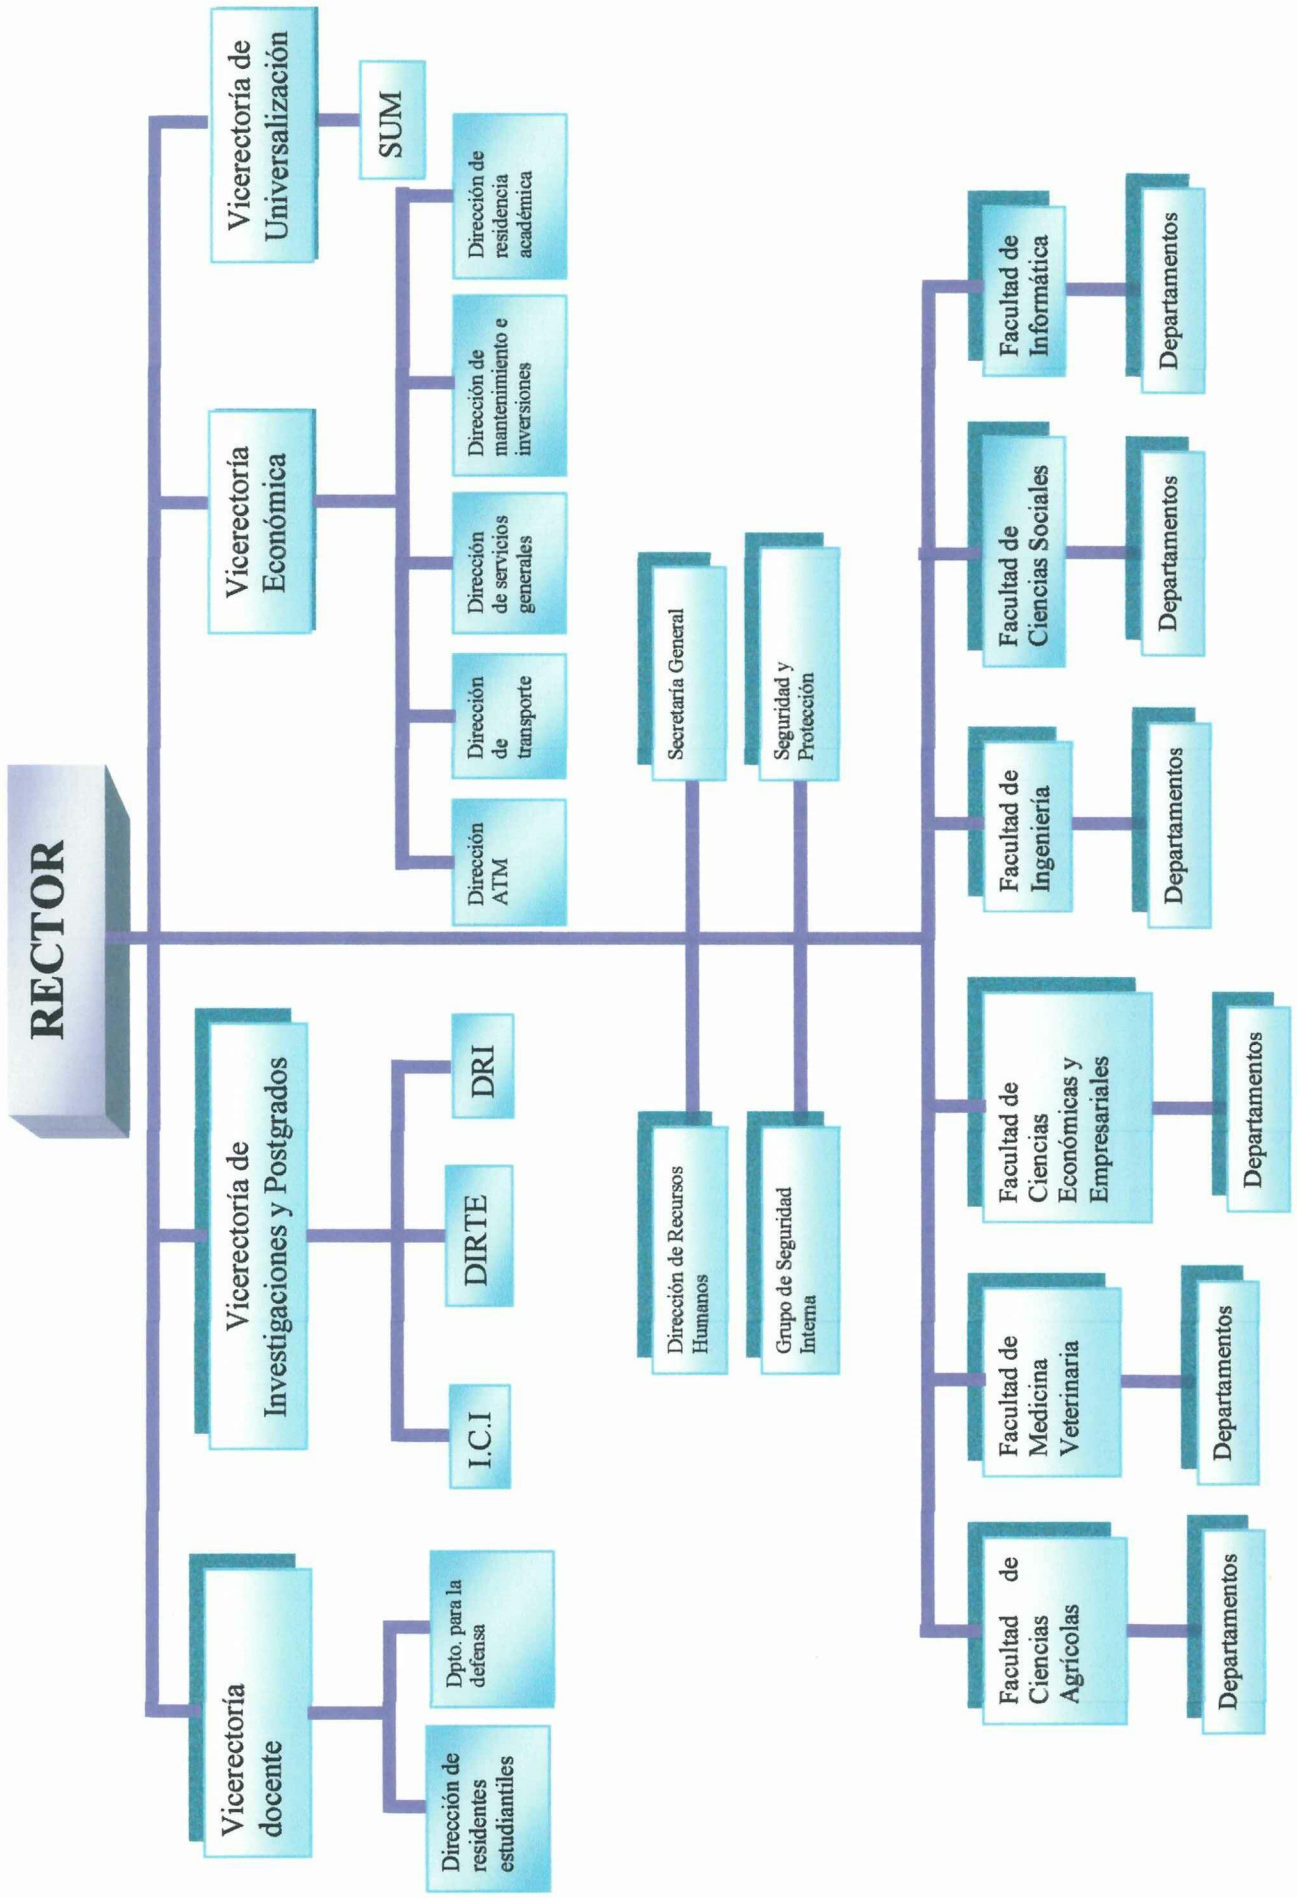 RECTOR
Vicerectoría
docente
Vicerectoría de
Investigaciones y Postgrados
Vicerectoría
Económica
Vicerectoría de
Universalización
Dirección de
residentes
estudiantiles
Dpto. para la
defensa
I.C.I
DIRTE
DRI
Dirección
ATM
Dirección
de
transporte
Dirección
de servicios
generales
Dirección de
mantenimiento e
inversiones
Dirección de
residencia
académica
SUM
Dirección de Recursos
Humanos
Secretaría General
Grupo de Seguridad
Interna
Seguridad y
Protección
Facultad de
Ciencias
Agrícolas
Facultad de
Medicina
Veterinaria
Facultad de
Ciencias
Económicas y
Empresariales
Facultad de
Ingeniería
Facultad de
Ciencias Sociales
Facultad de
Informática
Departamentos
Departamentos
Departamentos
Departamentos
Departamentos
Departamentos